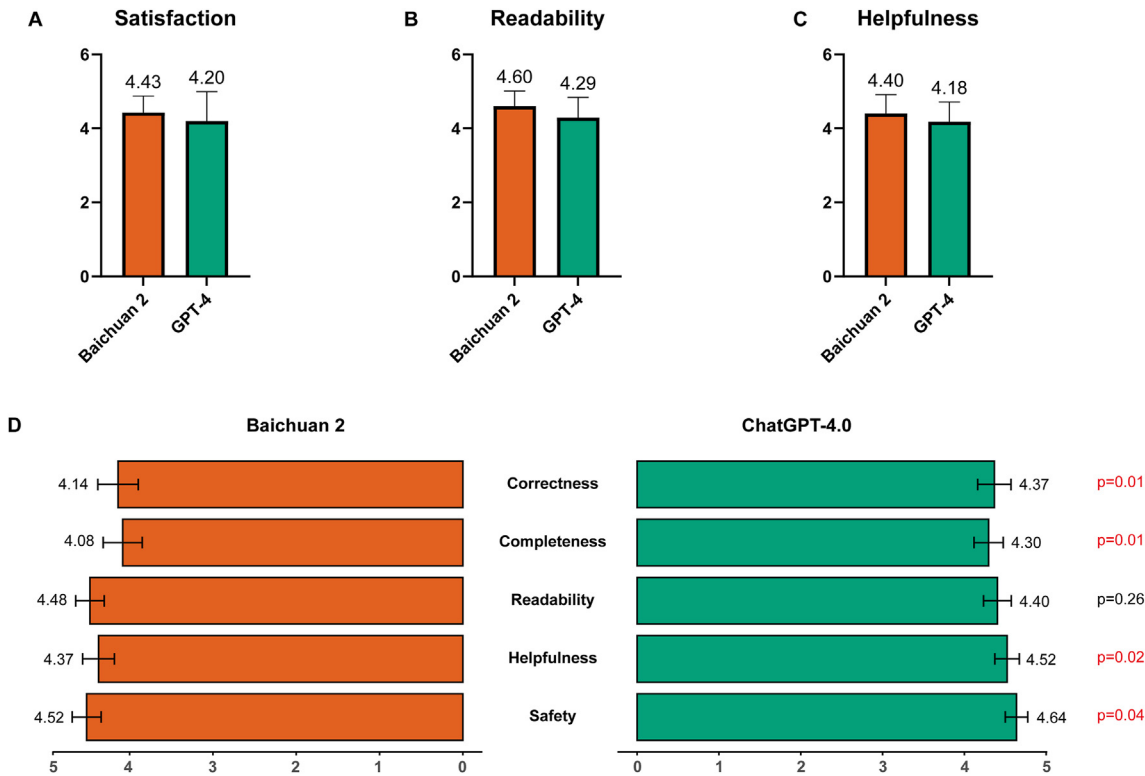 A Satisfaction
B Readability
C Helpfulness
6
4
2
0
4.43
4.20
Baichuan 2
GPT-4
6
4
2
0
4.60
4.29
Baichuan 2
GPT-4
6
4
2
0
4.40
4.18
Baichuan 2
GPT-4
D Baichuan 2 ChatGPT-4.0
4.14 Correctness 4.37 p=0.01
4.08 Completeness 4.30 p=0.01
4.48 Readability 4.40 p=0.26
4.37 Helpfulness 4.52 p=0.02
4.52 Safety 4.64 p=0.04
5 4 3 2 1 0 0 1 2 3 4 5